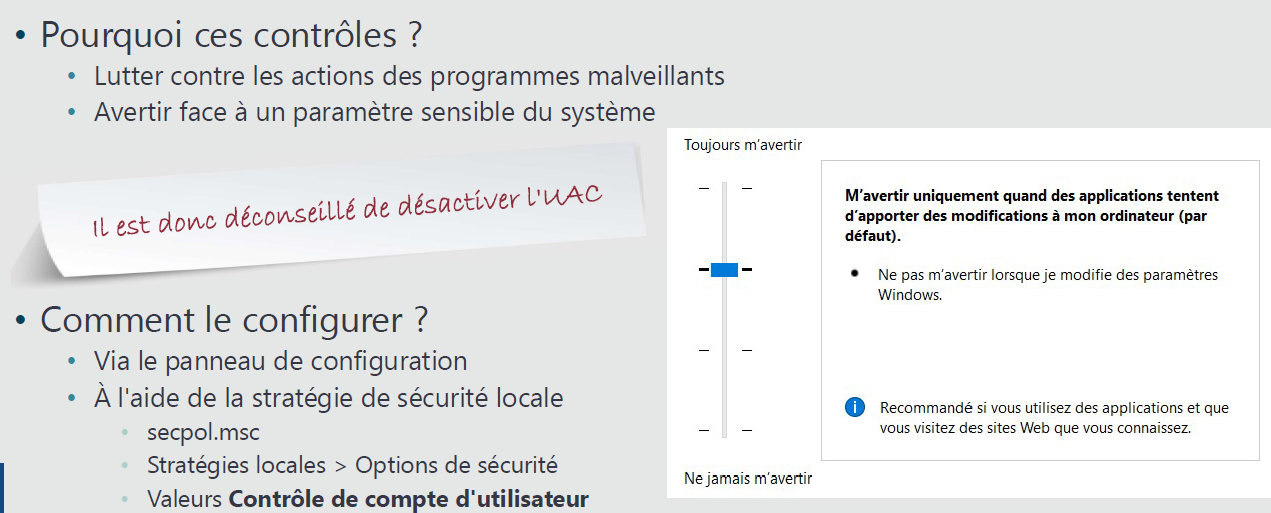 • Pourquoi ces contrôles ?
• Lutter contre les actions des programmes malveillants
• Avertir face à un paramètre sensible du système
Il est donc déconseillé de désactiver l'UAC
• Comment le configurer ?
• Via le panneau de configuration
• À l'aide de la stratégie de sécurité locale
• secpol.msc
• Stratégies locales > Options de sécurité
• Valeurs Contrôle de compte d'utilisateur
Toujours m’avertir
M’avertir uniquement quand des applications tentent
d’apporter des modifications à mon ordinateur (par
défaut).
• Ne pas m’avertir lorsque je modifie des paramètres
Windows.
Recommandé si vous utilisez des applications et que
vous visitez des sites Web que vous connaissez.
Ne jamais m’avertir